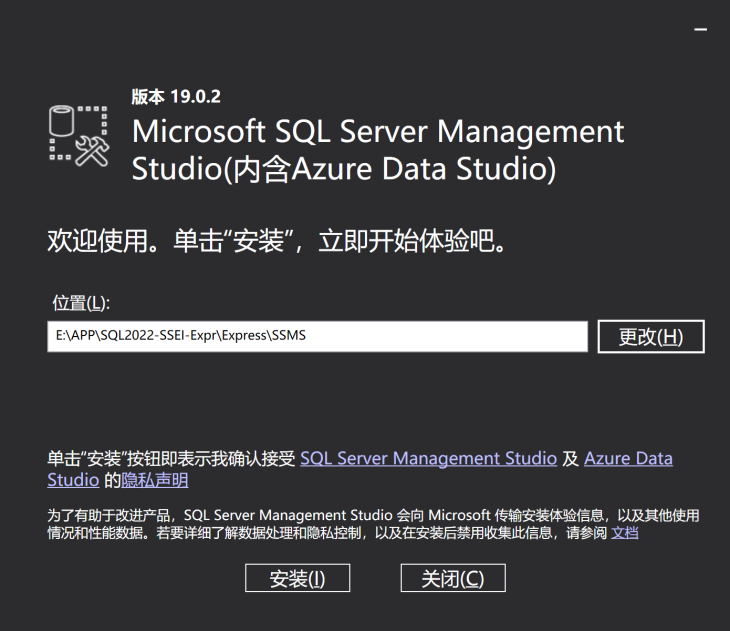 版本 19.0.2
Microsoft SQL Server Management
Studio(内含Azure Data Studio)
欢迎使用。单击“安装”，立即开始体验吧。
位置(L):
E:\APP\SQL2022-SSEI-Expr\Express\SSMS
更改(H)
单击"安装"按钮即表示我确认接受 SQL Server Management Studio 及 Azure Data
Studio 的隐私声明
为了有助于改进产品，SQL Server Management Studio 会向 Microsoft 传输安装体验信息，以及其他使用
情况和性能数据。若要详细了解数据处理和隐私控制，以及在安装后禁用收集此信息，请参阅 文档
安装(I)
关闭(C)